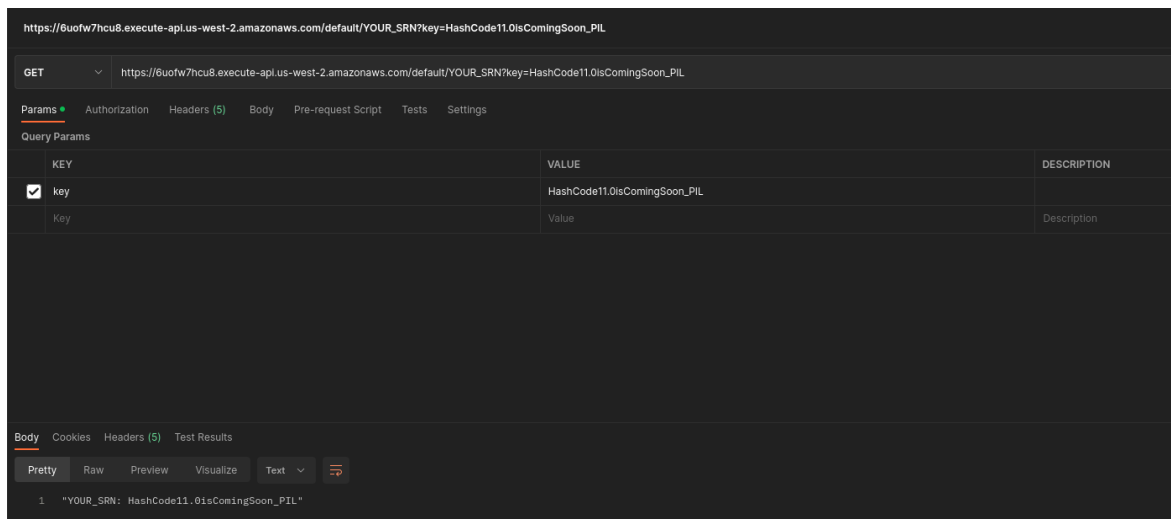 https://6uofw7hcu8.execute-api.us-west-2.amazonaws.com/default/YOUR_SRN?key=HashCode11.0isComingSoon_PIL
GET https://6uofw7hcu8.execute-api.us-west-2.amazonaws.com/default/YOUR_SRN?key=HashCode11.0isComingSoon_PIL
Params Authorization Headers (5) Body Pre-request Script Tests Settings
Query Params
KEY VALUE DESCRIPTION
key HashCode11.0isComingSoon_PIL
Key Value Description
Body Cookies Headers (5) Test Results
Pretty Raw Preview Visualize Text
1 "YOUR_SRN: HashCode11.0isComingSoon_PIL"